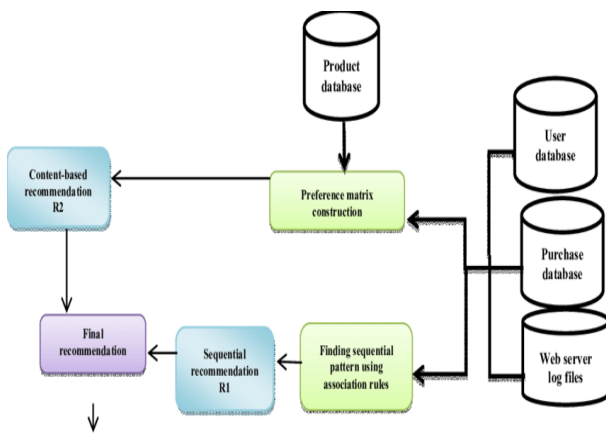 Product
database
User
database
Content-based
recommendation
R2
Preference matrix
construction
Purchase
database
Final
recommendation
Sequential
recommendation
R1
Finding sequential
pattern using
association rules
Web server
log files